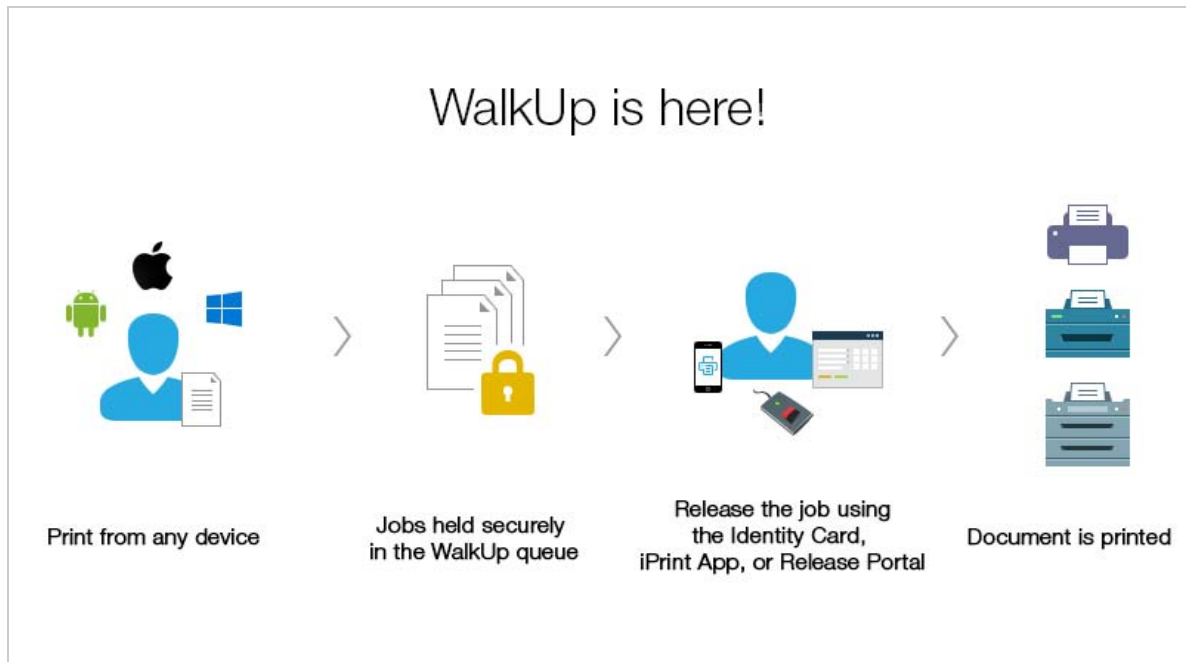 WalkUp is here!
Print from any device
Jobs held securely
in the WalkUp queue
Release the job using
the Identity Card,
iPrint App, or Release Portal
Document is printed